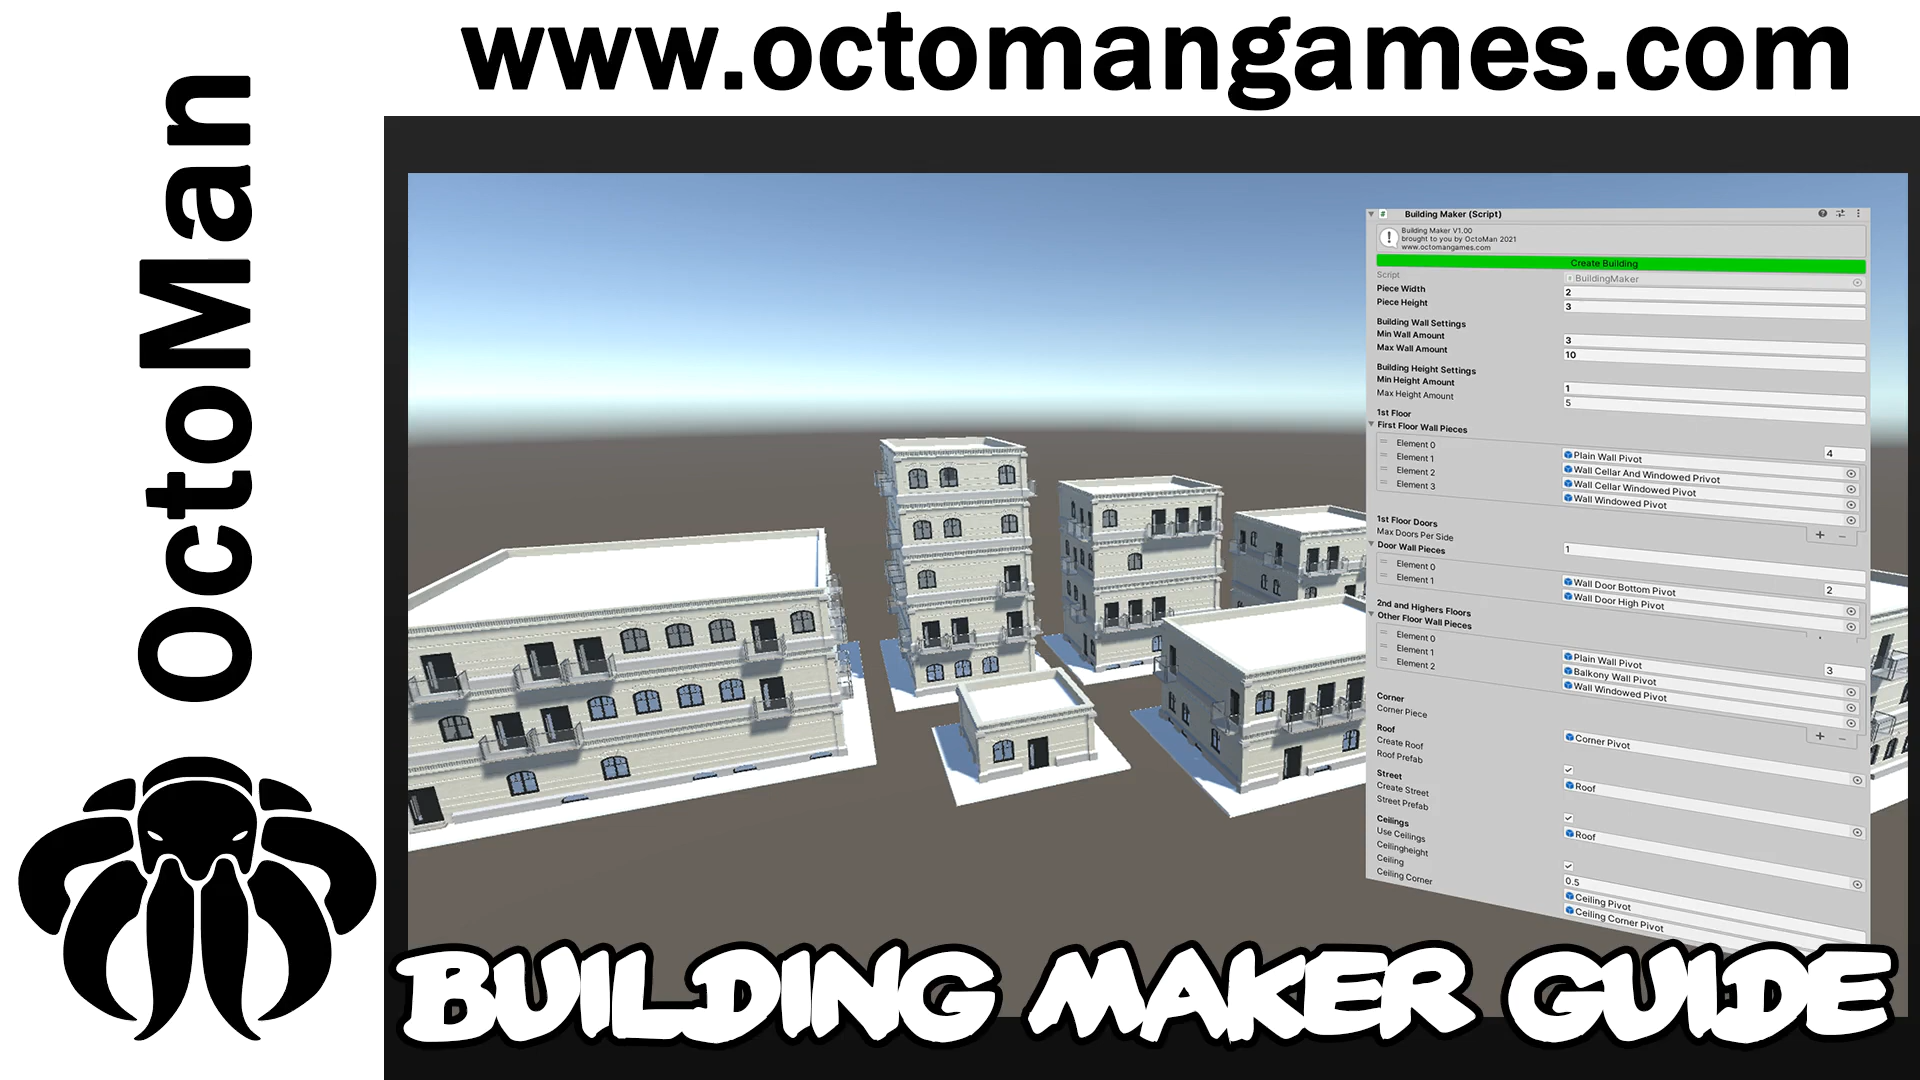 www.octomangames.com
OctoMan
Building Maker (Script)
Building Maker V1.00
brought to you by OctoMan 2021
www.octomangames.com
Create Building
Script
BuildingMaker
Piece Width
2
Piece Height
3
Building Wall Settings
Min Wall Amount
3
Max Wall Amount
10
Building Height Settings
Min Height Amount
1
Max Height Amount
5
1st Floor
First Floor Wall Pieces
4
Element 0
Plain Wall Pivot
Element 1
Wall Cellar And Windowed Privot
Element 2
Wall Cellar Windowed Pivot
Element 3
Wall Windowed Pivot
1st Floor Doors
Max Doors Per Side
1
Door Wall Pieces
2
Element 0
Wall Door Bottom Pivot
Element 1
Wall Door High Pivot
2nd and Highers Floors
Other Floor Wall Pieces
3
Element 0
Plain Wall Pivot
Element 1
Balkony Wall Pivot
Element 2
Wall Windowed Pivot
Corner
Corner Piece
Corner Pivot
Roof
Create Roof
Roof Prefab
Roof
Street
Create Street
Street Prefab
Roof
Ceilings
Use Ceilings
Ceilingheight
0.5
Ceiling
Ceiling Pivot
Ceiling Corner
Ceiling Corner Pivot
BUILDING MAKER GUIDE